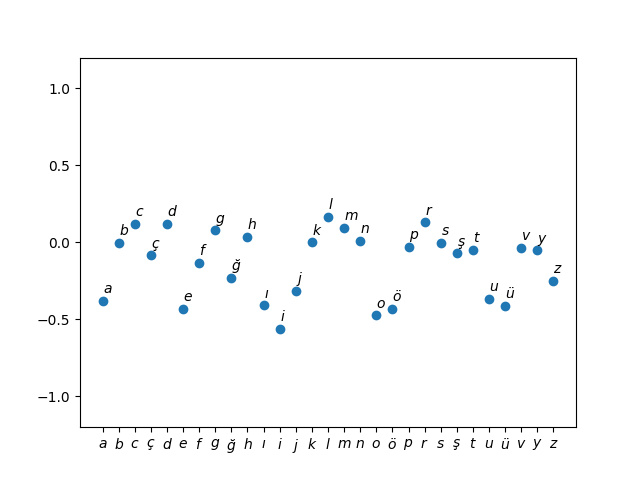 1.0
0.5
l
c d r
g m
b h k n s t
0.0 ç p ş v y
f
ğ z
a j
e ı ö u ü
−0.5 i o
−1.0
a b c ç d e f g ğ h ı i j k l m n o ö p r s ş t u ü v y z